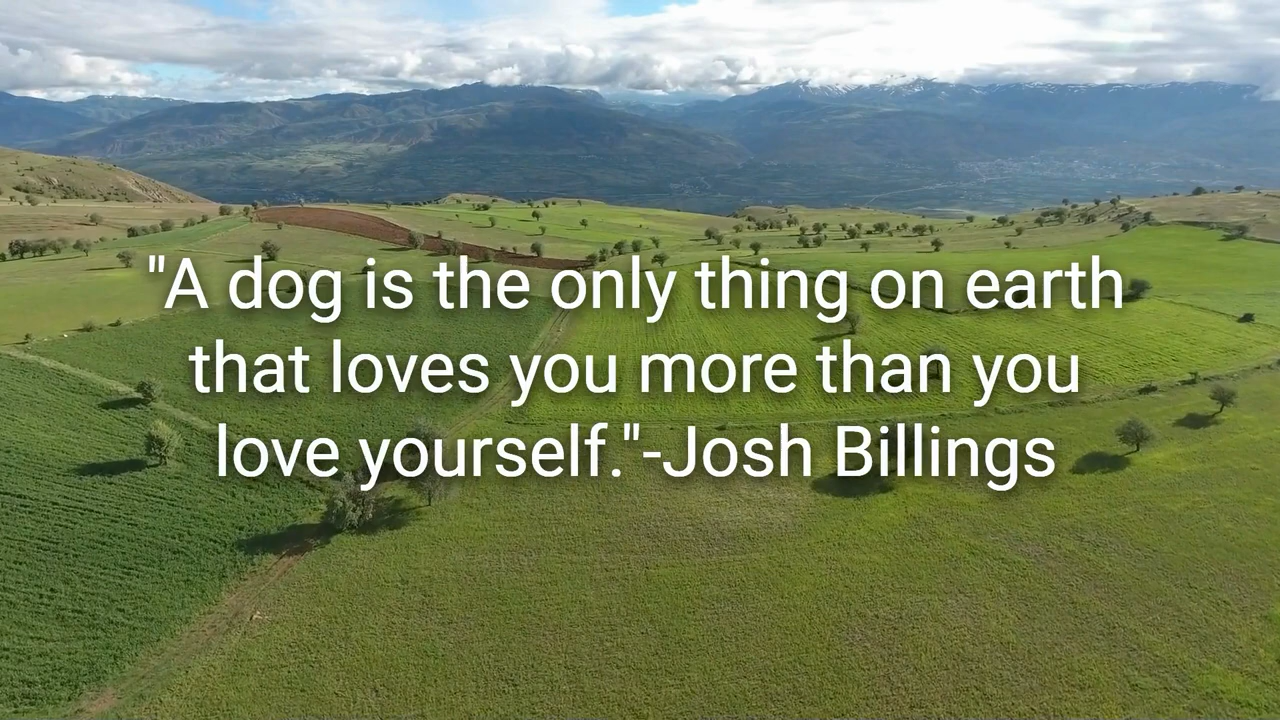 "A dog is the only thing on earth
that loves you more than you
love yourself."-Josh Billings